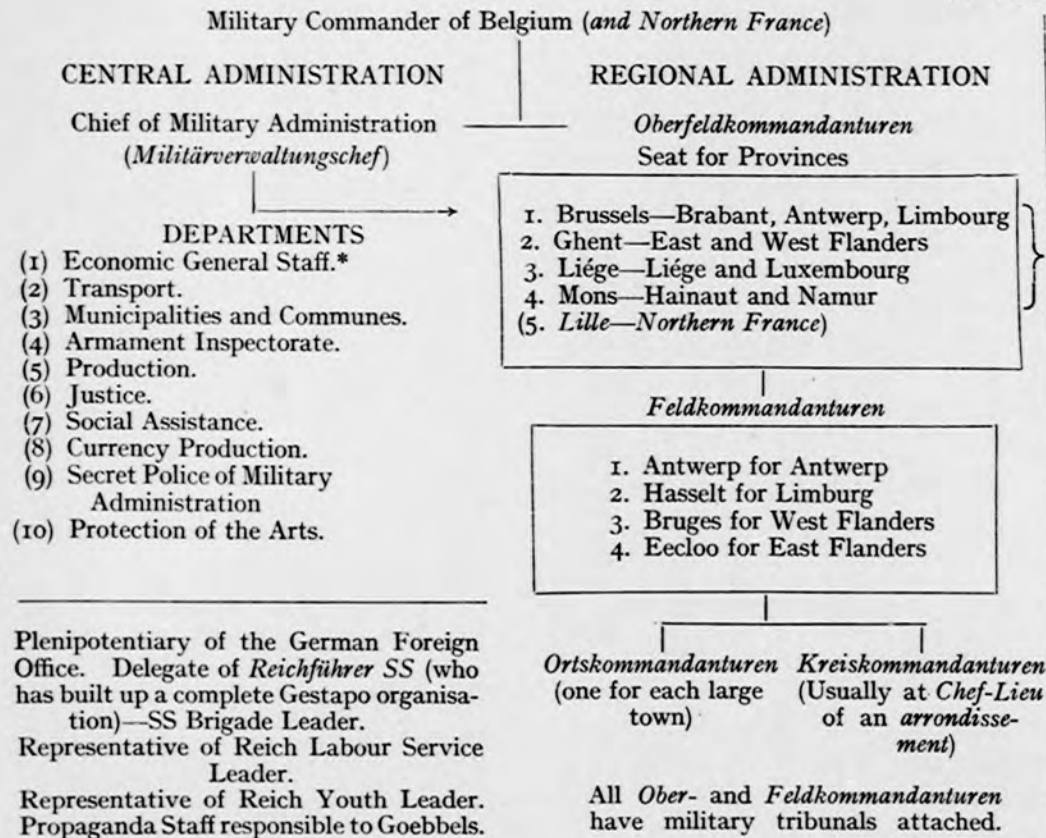 Military Commander of Belgium (and Northern France)
CENTRAL ADMINISTRATION
Chief of Military Administration
(Militärverwaltungschef)
DEPARTMENTS
(1) Economic General Staff.*
(2) Transport.
(3) Municipalities and Communes.
(4) Armament Inspectorate.
(5) Production.
(6) Justice.
(7) Social Assistance.
(8) Currency Production.
(9) Secret Police of Military
Administration
(10) Protection of the Arts.
Plenipotentiary of the German Foreign
Office. Delegate of Reichführer SS (who
has built up a complete Gestapo organisa-
tion)—SS Brigade Leader.
Representative of Reich Labour Service
Leader.
Representative of Reich Youth Leader.
Propaganda Staff responsible to Goebbels.
REGIONAL ADMINISTRATION
Oberfeldkommandanturen
Seat for Provinces
1. Brussels—Brabant, Antwerp, Limbourg
2. Ghent—East and West Flanders
3. Liége—Liége and Luxembourg
4. Mons—Hainaut and Namur
(5. Lille—Northern France)
Feldkommandanturen
1. Antwerp for Antwerp
2. Hasselt for Limburg
3. Bruges for West Flanders
4. Eecloo for East Flanders
Ortskommandanturen
(one for each large
town)
Kreiskommandanturen
(Usually at Chef-Lieu
of an arrondisse-
ment)
All Ober- and Feldkommandanturen
have military tribunals attached.